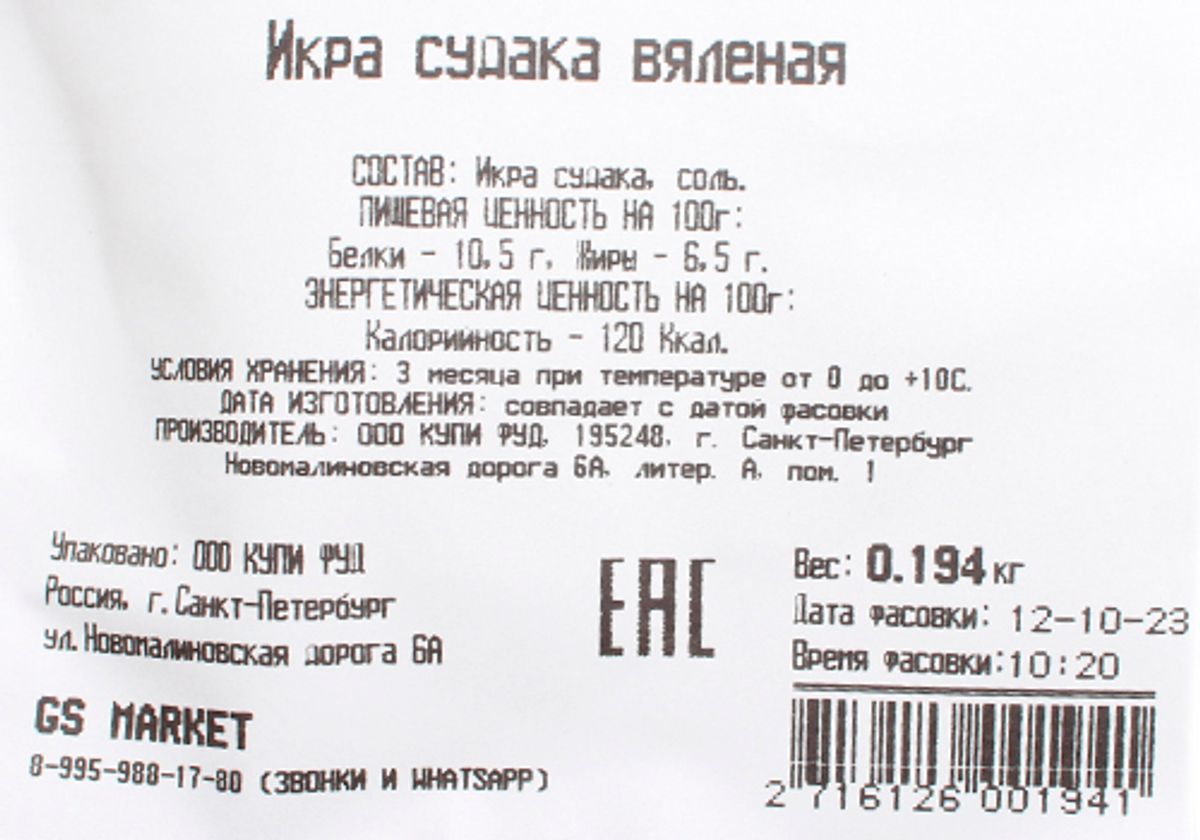 Икра судака вяленая
СОСТАВ: Икра судака, соль.
ПИЩЕВАЯ ЦЕННОСТЬ НА 100г:
Белки - 10,5 г, Жиры - 6,5 г.
ЭНЕРГЕТИЧЕСКАЯ ЦЕННОСТЬ НА 100г:
Калорийность - 120 Ккал.
УСЛОВИЯ ХРАНЕНИЯ: 3 месяца при температуре от 0 до +10С.
ДАТА ИЗГОТОВЛЕНИЯ: совпадает с датой фасовки
ПРОИЗВОДИТЕЛЬ: ООО КУПИ ФУД, 195248, г. Санкт-Петербург
Новомалиновская дорога 6А, литер. А, пом. 1
Упаковано: ООО КУПИ ФУД
Россия, г.Санкт-Петербург
ул.Новомалиновская дорога 6А
GS MARKET
8-995-988-17-80 (ЗВОНКИ И WHATSAPP)
EAC
Вес: 0.194 кг
Дата фасовки: 12-10-23
Время фасовки:10:20
2 716126 001941